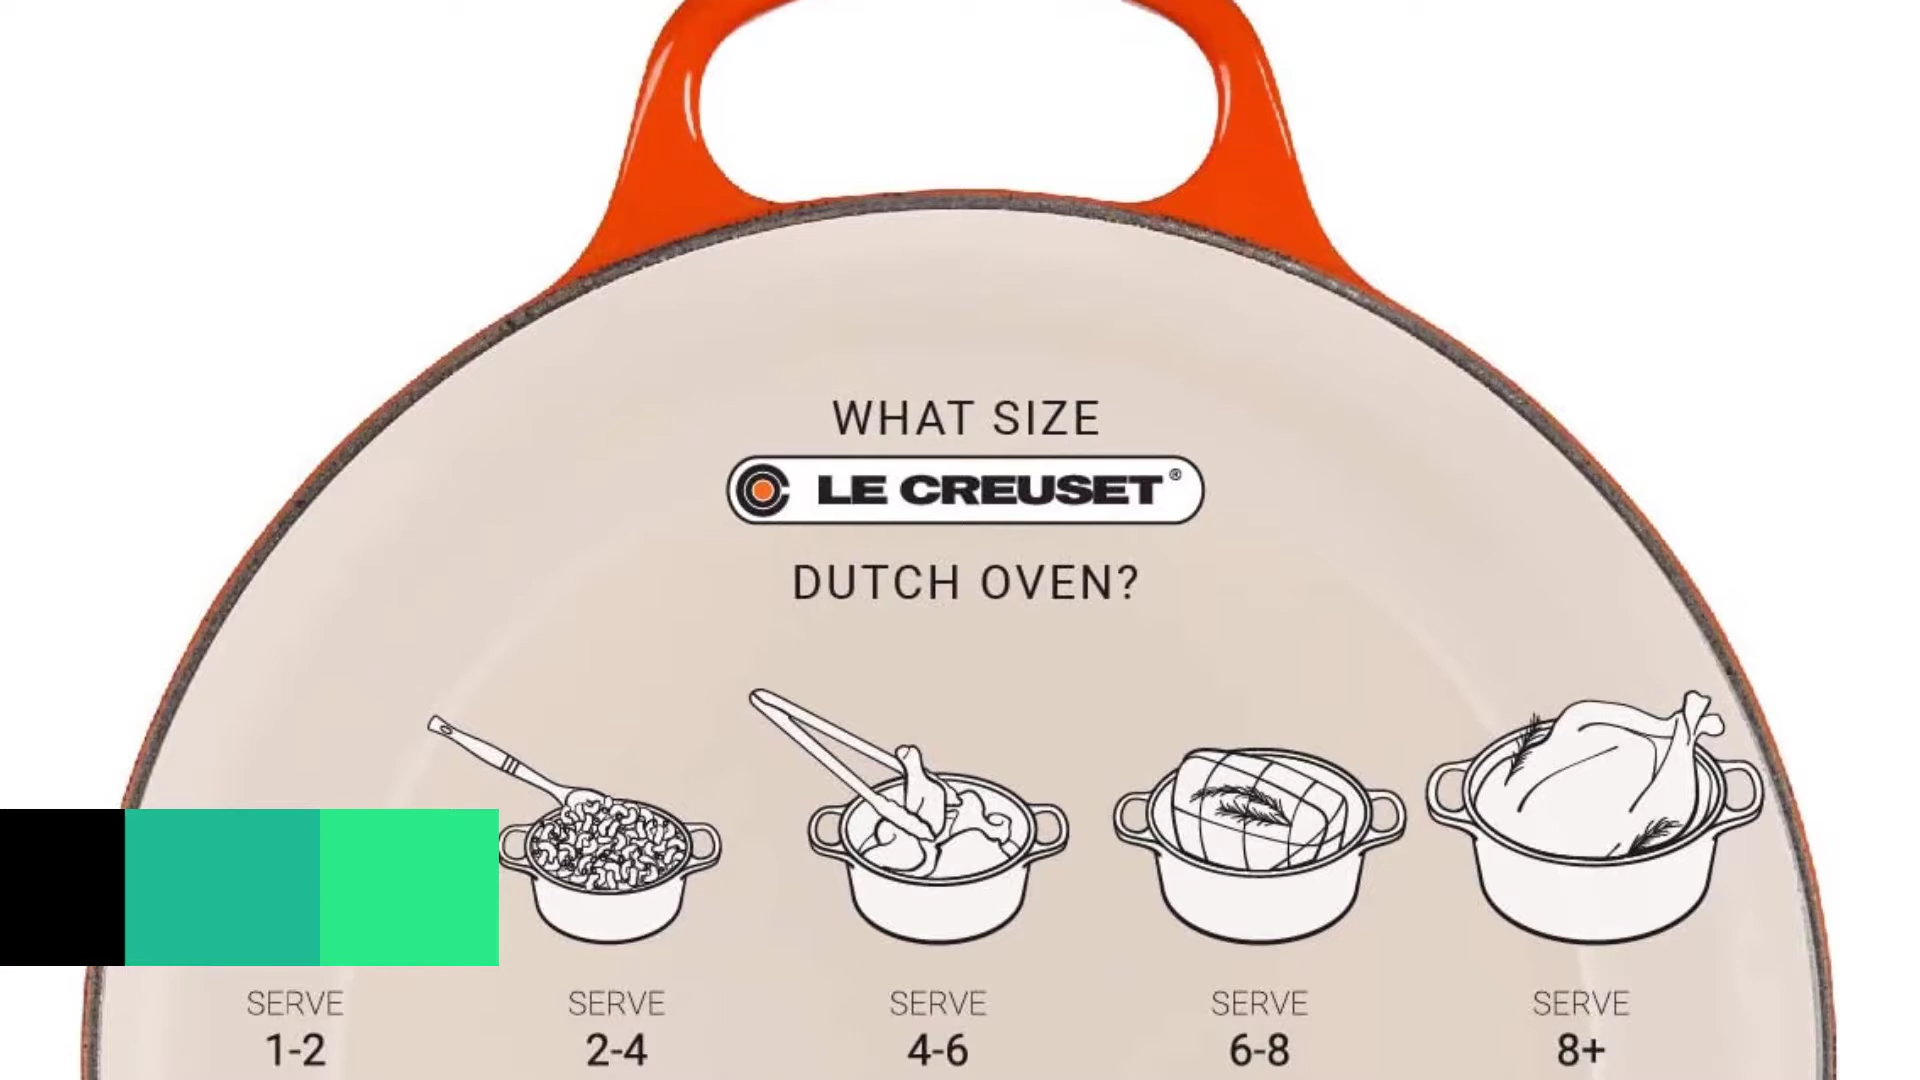 WHAT SIZE
LE CREUSET®
DUTCH OVEN?
SERVE
1-2
SERVE
2-4
SERVE
4-6
SERVE
6-8
SERVE
8+